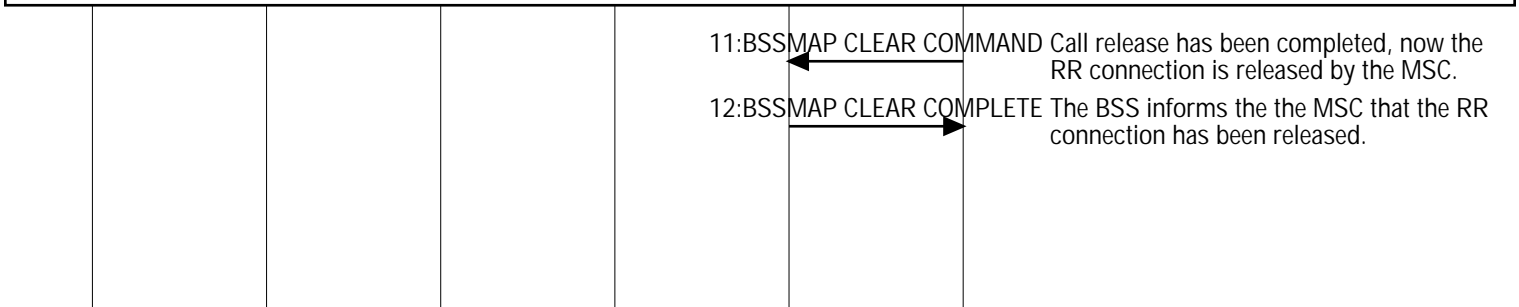 11:BSSMAP CLEAR COMMAND Call release has been completed, now the
RR connection is released by the MSC.
12:BSSMAP CLEAR COMPLETE The BSS informs the the MSC that the RR
connection has been released.